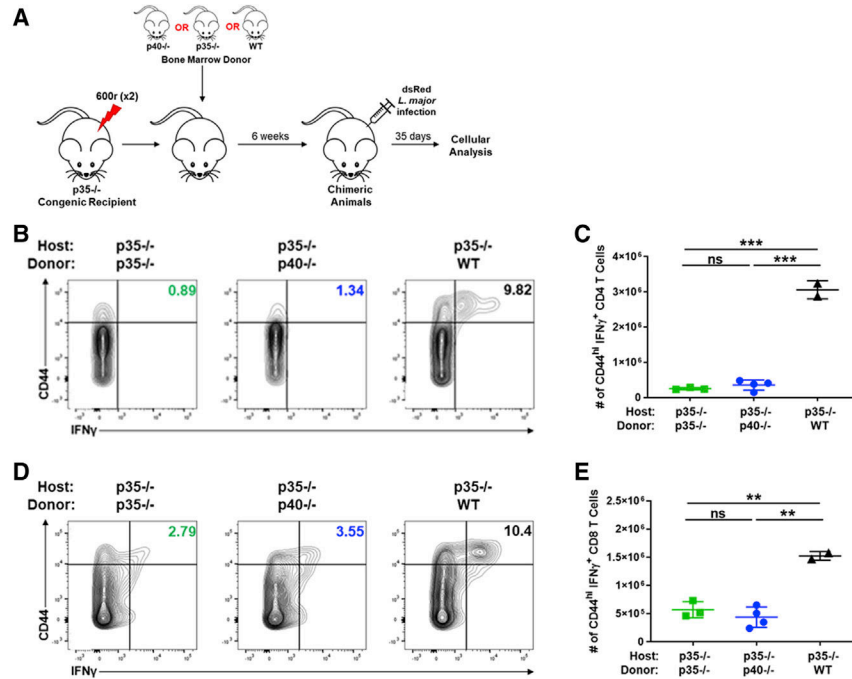 A
p40-/- OR p35-/- OR WT
Bone Marrow Donor
600r (x2)
dsRed
L. major
infection
6 weeks
35 days
Cellular
Analysis
p35-/-
Congenic Recipient
Chimeric
Animals
B
Host: p35-/- p35-/- p35-/-
Donor: p35-/- p40-/- WT
0.89 1.34 9.82
CD44
IFNγ
C
***
ns ***
# of CD44hi IFNγ+ CD4 T Cells
4×10⁶
3×10⁶
2×10⁶
1×10⁶
0
Host: p35-/- p35-/- p35-/-
Donor: p35-/- p40-/- WT
D
Host: p35-/- p35-/- p35-/-
Donor: p35-/- p40-/- WT
2.79 3.55 10.4
CD44
IFNγ
E
**
ns **
# of CD44hi IFNγ+ CD8 T Cells
2.5×10⁶
2.0×10⁶
1.5×10⁶
1.0×10⁶
5.0×10⁵
0
Host: p35-/- p35-/- p35-/-
Donor: p35-/- p40-/- WT